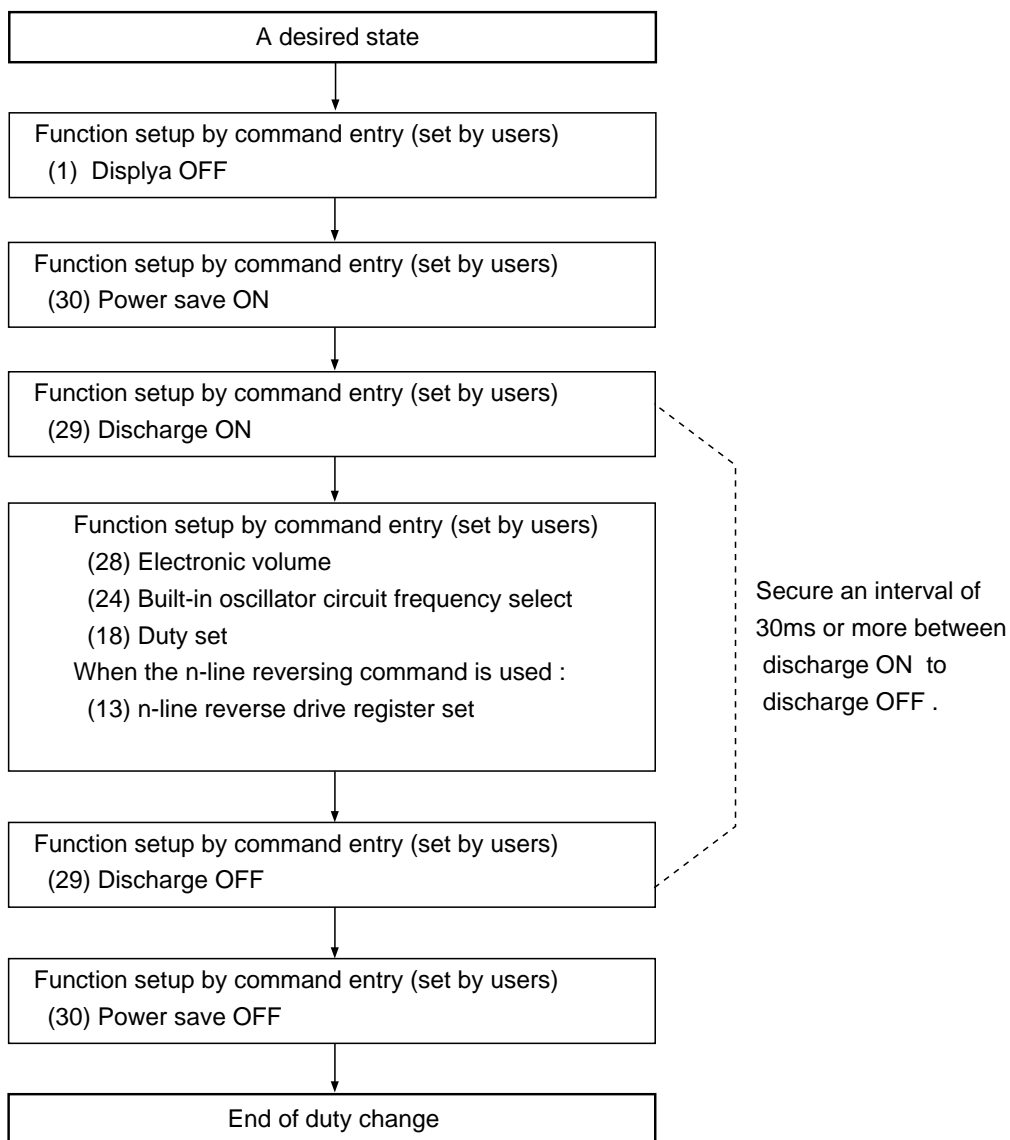 A desired state
Function setup by command entry (set by users)
(1) Displya OFF
Function setup by command entry (set by users)
(30) Power save ON
Function setup by command entry (set by users)
(29) Discharge ON
Function setup by command entry (set by users)
(28) Electronic volume
(24) Built-in oscillator circuit frequency select
(18) Duty set
When the n-line reversing command is used :
(13) n-line reverse drive register set
Secure an interval of
30ms or more between
discharge ON to
discharge OFF .
Function setup by command entry (set by users)
(29) Discharge OFF
Function setup by command entry (set by users)
(30) Power save OFF
End of duty change